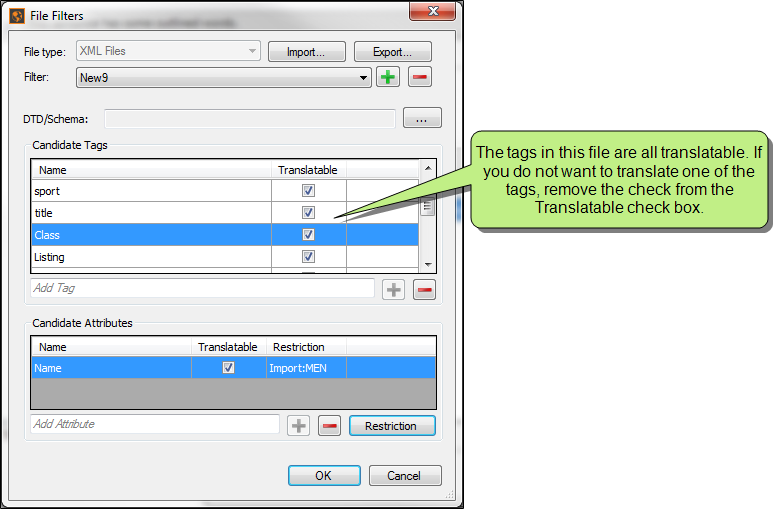 File Filters
File type: XML Files Import... Export...
Filter: New9
DTD/Schema: ...
Candidate Tags
Name Translatable
sport
title
Class
Listing
Add Tag
Candidate Attributes
Name Translatable Restriction
Name Import:MEN
Add Attribute Restriction
OK Cancel
The tags in this file are all translatable. If
you do not want to translate one of the
tags, remove the check from the
Translatable check box.